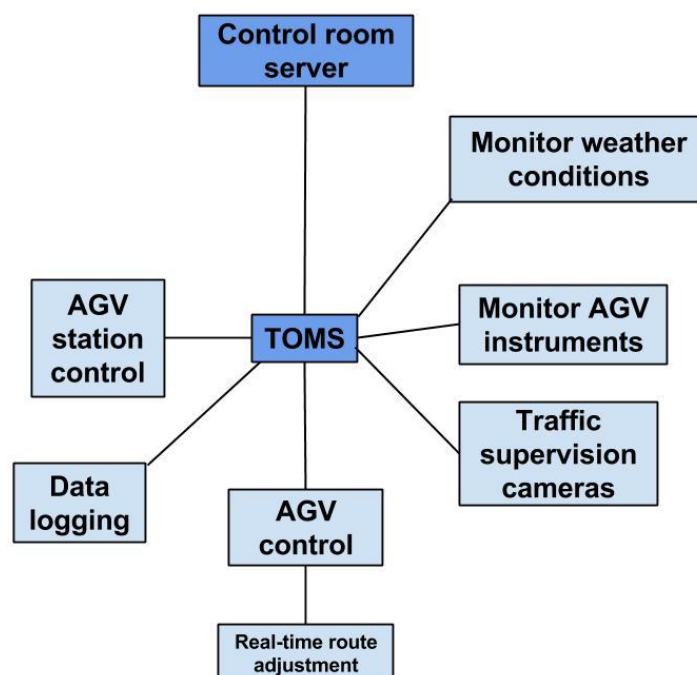 Control room
server
Monitor weather
conditions
AGV
station
control
TOMS
Monitor AGV
instruments
Traffic
supervision
cameras
Data
logging
AGV
control
Real-time route
adjustment